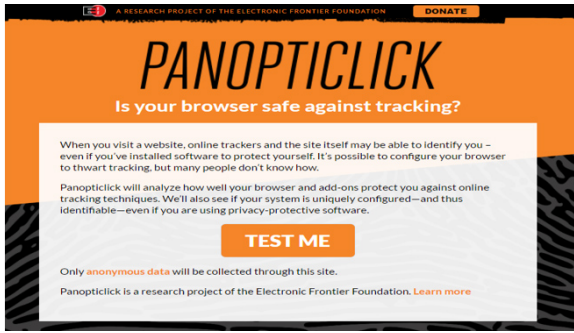 A RESEARCH PROJECT OF THE ELECTRONIC FRONTIER FOUNDATION DONATE
PANOPTICLICK
Is your browser safe against tracking?
When you visit a website, online trackers and the site itself may be able to identify you –
even if you've installed software to protect yourself. It's possible to configure your browser
to thwart tracking, but many people don't know how.
Panopticlick will analyze how well your browser and add-ons protect you against online
tracking techniques. We'll also see if your system is uniquely configured—and thus
identifiable—even if you are using privacy-protective software.
TEST ME
Only anonymous data will be collected through this site.
Panopticlick is a research project of the Electronic Frontier Foundation. Learn more